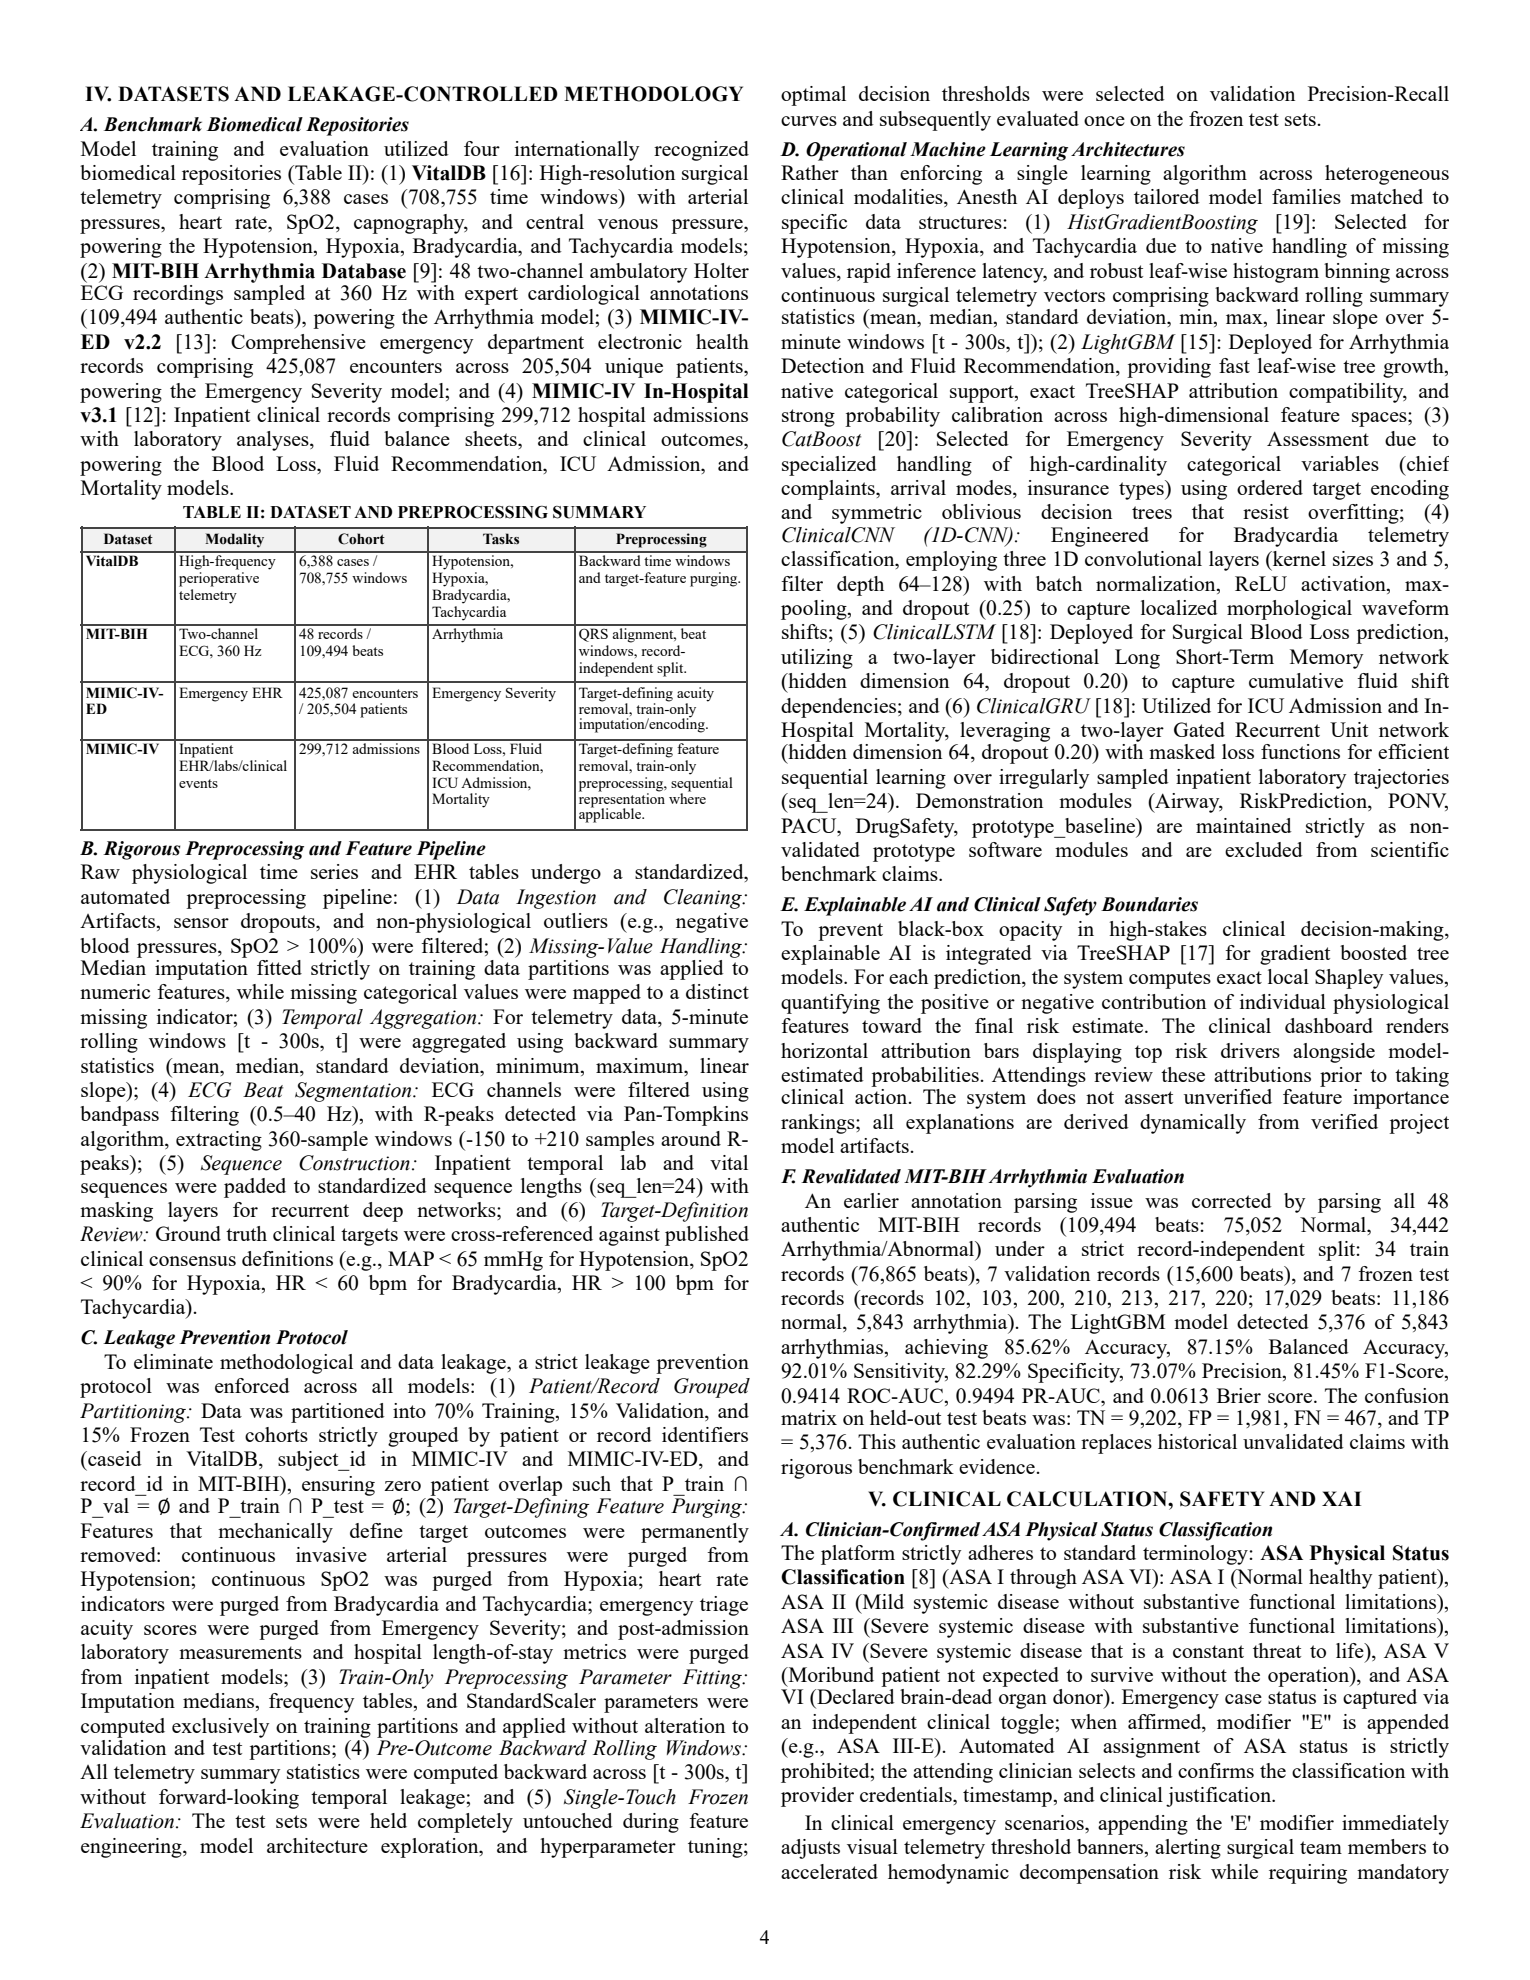 IV. DATASETS AND LEAKAGE-CONTROLLED METHODOLOGY
A. Benchmark Biomedical Repositories
Model training and evaluation utilized four internationally recognized
biomedical repositories (Table II): (1) VitalDB [16]: High-resolution surgical
telemetry comprising 6,388 cases (708,755 time windows) with arterial
pressures, heart rate, SpO2, capnography, and central venous pressure,
powering the Hypotension, Hypoxia, Bradycardia, and Tachycardia models;
(2) MIT-BIH Arrhythmia Database [9]: 48 two-channel ambulatory Holter
ECG recordings sampled at 360 Hz with expert cardiological annotations
(109,494 authentic beats), powering the Arrhythmia model; (3) MIMIC-IV-
ED v2.2 [13]: Comprehensive emergency department electronic health
records comprising 425,087 encounters across 205,504 unique patients,
powering the Emergency Severity model; and (4) MIMIC-IV In-Hospital
v3.1 [12]: Inpatient clinical records comprising 299,712 hospital admissions
with laboratory analyses, fluid balance sheets, and clinical outcomes,
powering the Blood Loss, Fluid Recommendation, ICU Admission, and
Mortality models.
TABLE II: DATASET AND PREPROCESSING SUMMARY
Dataset Modality Cohort Tasks Preprocessing
VitalDB High-frequency 6,388 cases / Hypotension, Backward time windows
perioperative 708,755 windows Hypoxia, and target-feature purging.
telemetry Bradycardia,
Tachycardia
MIT-BIH Two-channel 48 records / Arrhythmia QRS alignment, beat
ECG, 360 Hz 109,494 beats windows, record-
independent split.
MIMIC-IV- Emergency EHR 425,087 encounters Emergency Severity Target-defining acuity
ED / 205,504 patients removal, train-only
imputation/encoding.
MIMIC-IV Inpatient 299,712 admissions Blood Loss, Fluid Target-defining feature
EHR/labs/clinical Recommendation, removal, train-only
events ICU Admission, preprocessing, sequential
Mortality representation where
applicable.
B. Rigorous Preprocessing and Feature Pipeline
Raw physiological time series and EHR tables undergo a standardized,
automated preprocessing pipeline: (1) Data Ingestion and Cleaning:
Artifacts, sensor dropouts, and non-physiological outliers (e.g., negative
blood pressures, SpO2 > 100%) were filtered; (2) Missing-Value Handling:
Median imputation fitted strictly on training data partitions was applied to
numeric features, while missing categorical values were mapped to a distinct
missing indicator; (3) Temporal Aggregation: For telemetry data, 5-minute
rolling windows [t - 300s, t] were aggregated using backward summary
statistics (mean, median, standard deviation, minimum, maximum, linear
slope); (4) ECG Beat Segmentation: ECG channels were filtered using
bandpass filtering (0.5–40 Hz), with R-peaks detected via Pan-Tompkins
algorithm, extracting 360-sample windows (-150 to +210 samples around R-
peaks); (5) Sequence Construction: Inpatient temporal lab and vital
sequences were padded to standardized sequence lengths (seq_len=24) with
masking layers for recurrent deep networks; and (6) Target-Definition
Review: Ground truth clinical targets were cross-referenced against published
clinical consensus definitions (e.g., MAP < 65 mmHg for Hypotension, SpO2
< 90% for Hypoxia, HR < 60 bpm for Bradycardia, HR > 100 bpm for
Tachycardia).
C. Leakage Prevention Protocol
To eliminate methodological and data leakage, a strict leakage prevention
protocol was enforced across all models: (1) Patient/Record Grouped
Partitioning: Data was partitioned into 70% Training, 15% Validation, and
15% Frozen Test cohorts strictly grouped by patient or record identifiers
(caseid in VitalDB, subject_id in MIMIC-IV and MIMIC-IV-ED, and
record_id in MIT-BIH), ensuring zero patient overlap such that P_train ∩
P_val = ∅ and P_train ∩ P_test = ∅; (2) Target-Defining Feature Purging:
Features that mechanically define target outcomes were permanently
removed: continuous invasive arterial pressures were purged from
Hypotension; continuous SpO2 was purged from Hypoxia; heart rate
indicators were purged from Bradycardia and Tachycardia; emergency triage
acuity scores were purged from Emergency Severity; and post-admission
laboratory measurements and hospital length-of-stay metrics were purged
from inpatient models; (3) Train-Only Preprocessing Parameter Fitting:
Imputation medians, frequency tables, and StandardScaler parameters were
computed exclusively on training partitions and applied without alteration to
validation and test partitions; (4) Pre-Outcome Backward Rolling Windows:
All telemetry summary statistics were computed backward across [t - 300s, t]
without forward-looking temporal leakage; and (5) Single-Touch Frozen
Evaluation: The test sets were held completely untouched during feature
engineering, model architecture exploration, and hyperparameter tuning;
optimal decision thresholds were selected on validation Precision-Recall
curves and subsequently evaluated once on the frozen test sets.
D. Operational Machine Learning Architectures
Rather than enforcing a single learning algorithm across heterogeneous
clinical modalities, Anesth AI deploys tailored model families matched to
specific data structures: (1) HistGradientBoosting [19]: Selected for
Hypotension, Hypoxia, and Tachycardia due to native handling of missing
values, rapid inference latency, and robust leaf-wise histogram binning across
continuous surgical telemetry vectors comprising backward rolling summary
statistics (mean, median, standard deviation, min, max, linear slope over 5-
minute windows [t - 300s, t]); (2) LightGBM [15]: Deployed for Arrhythmia
Detection and Fluid Recommendation, providing fast leaf-wise tree growth,
native categorical support, exact TreeSHAP attribution compatibility, and
strong probability calibration across high-dimensional feature spaces; (3)
CatBoost [20]: Selected for Emergency Severity Assessment due to
specialized handling of high-cardinality categorical variables (chief
complaints, arrival modes, insurance types) using ordered target encoding
and symmetric oblivious decision trees that resist overfitting; (4)
ClinicalCNN (1D-CNN): Engineered for Bradycardia telemetry
classification, employing three 1D convolutional layers (kernel sizes 3 and 5,
filter depth 64–128) with batch normalization, ReLU activation, max-
pooling, and dropout (0.25) to capture localized morphological waveform
shifts; (5) ClinicalLSTM [18]: Deployed for Surgical Blood Loss prediction,
utilizing a two-layer bidirectional Long Short-Term Memory network
(hidden dimension 64, dropout 0.20) to capture cumulative fluid shift
dependencies; and (6) ClinicalGRU [18]: Utilized for ICU Admission and In-
Hospital Mortality, leveraging a two-layer Gated Recurrent Unit network
(hidden dimension 64, dropout 0.20) with masked loss functions for efficient
sequential learning over irregularly sampled inpatient laboratory trajectories
(seq_len=24). Demonstration modules (Airway, RiskPrediction, PONV,
PACU, DrugSafety, prototype_baseline) are maintained strictly as non-
validated prototype software modules and are excluded from scientific
benchmark claims.
E. Explainable AI and Clinical Safety Boundaries
To prevent black-box opacity in high-stakes clinical decision-making,
explainable AI is integrated via TreeSHAP [17] for gradient boosted tree
models. For each prediction, the system computes exact local Shapley values,
quantifying the positive or negative contribution of individual physiological
features toward the final risk estimate. The clinical dashboard renders
horizontal attribution bars displaying top risk drivers alongside model-
estimated probabilities. Attendings review these attributions prior to taking
clinical action. The system does not assert unverified feature importance
rankings; all explanations are derived dynamically from verified project
model artifacts.
F. Revalidated MIT-BIH Arrhythmia Evaluation
An earlier annotation parsing issue was corrected by parsing all 48
authentic MIT-BIH records (109,494 beats: 75,052 Normal, 34,442
Arrhythmia/Abnormal) under a strict record-independent split: 34 train
records (76,865 beats), 7 validation records (15,600 beats), and 7 frozen test
records (records 102, 103, 200, 210, 213, 217, 220; 17,029 beats: 11,186
normal, 5,843 arrhythmia). The LightGBM model detected 5,376 of 5,843
arrhythmias, achieving 85.62% Accuracy, 87.15% Balanced Accuracy,
92.01% Sensitivity, 82.29% Specificity, 73.07% Precision, 81.45% F1-Score,
0.9414 ROC-AUC, 0.9494 PR-AUC, and 0.0613 Brier score. The confusion
matrix on held-out test beats was: TN = 9,202, FP = 1,981, FN = 467, and TP
= 5,376. This authentic evaluation replaces historical unvalidated claims with
rigorous benchmark evidence.
V. CLINICAL CALCULATION, SAFETY AND XAI
A. Clinician-Confirmed ASA Physical Status Classification
The platform strictly adheres to standard terminology: ASA Physical Status
Classification [8] (ASA I through ASA VI): ASA I (Normal healthy patient),
ASA II (Mild systemic disease without substantive functional limitations),
ASA III (Severe systemic disease with substantive functional limitations),
ASA IV (Severe systemic disease that is a constant threat to life), ASA V
(Moribund patient not expected to survive without the operation), and ASA
VI (Declared brain-dead organ donor). Emergency case status is captured via
an independent clinical toggle; when affirmed, modifier "E" is appended
(e.g., ASA III-E). Automated AI assignment of ASA status is strictly
prohibited; the attending clinician selects and confirms the classification with
provider credentials, timestamp, and clinical justification.
In clinical emergency scenarios, appending the 'E' modifier immediately
adjusts visual telemetry threshold banners, alerting surgical team members to
accelerated hemodynamic decompensation risk while requiring mandatory
4